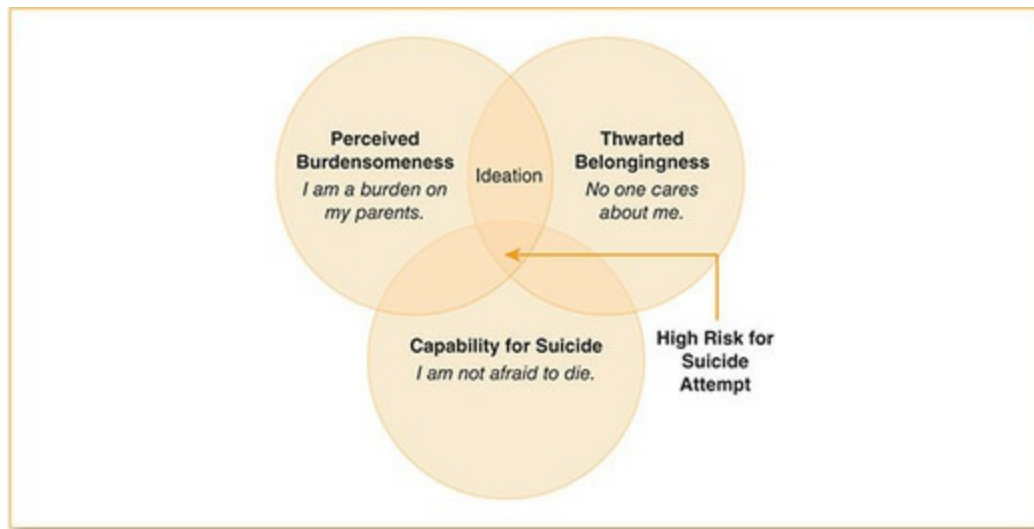 Perceived
Burdensomeness
I am a burden on
my parents.
Ideation
Thwarted
Belongingness
No one cares
about me.
Capability for Suicide
I am not afraid to die.
High Risk for
Suicide
Attempt